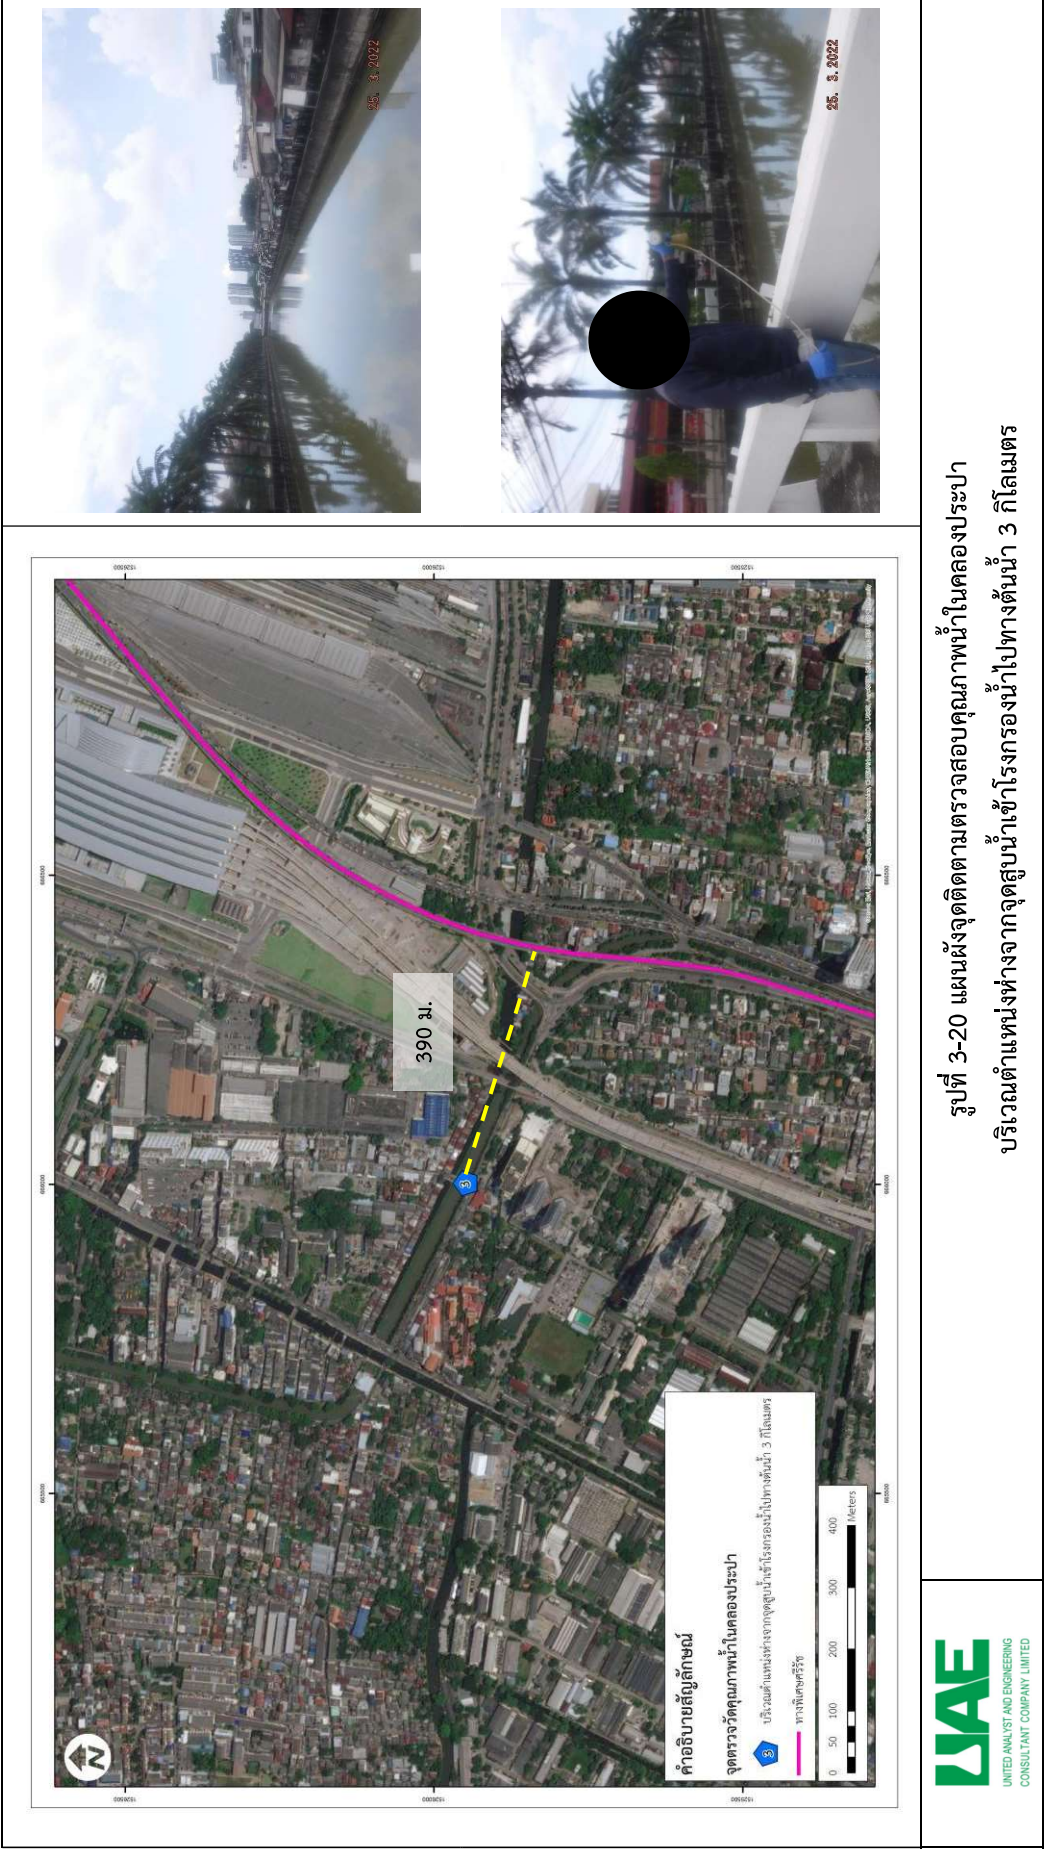 25. 3.2022
25. 3.2022
390 ม.
3
N
คำอธิบายสัญลักษณ์
จุดตรวจวัดคุณภาพน้ำในคลองประปา
3 บริเวณตำแหน่งห่างจากจุดสูบน้ำเข้าโรงกรองน้ำไปทางต้นน้ำ 3 กิโลเมตร
ทางพิเศษศรีรัช
0 50 100 200 300 400
Meters
รูปที่ 3-20 แผนผังจุดติดตามตรวจสอบคุณภาพน้ำในคลองประปา
บริเวณตำแหน่งห่างจากจุดสูบน้ำเข้าโรงกรองน้ำไปทางต้นน้ำ 3 กิโลเมตร
UAE
UNITED ANALYST AND ENGINEERING
CONSULTANT COMPANY LIMITED